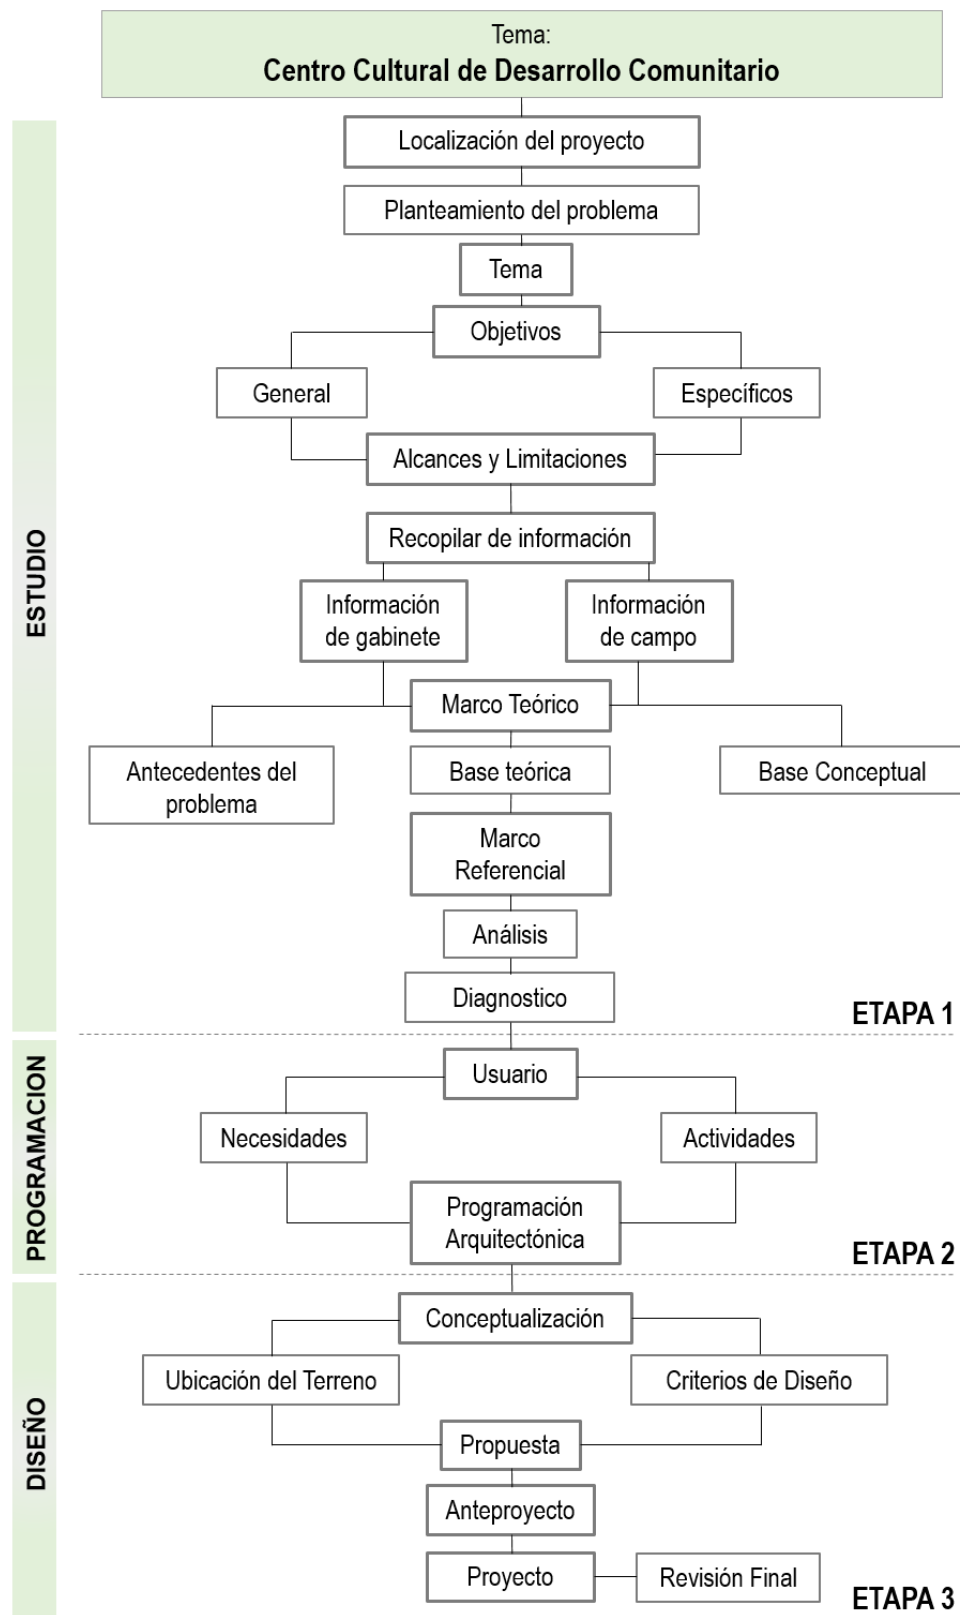 Tema:
Centro Cultural de Desarrollo Comunitario
Localización del proyecto
Planteamiento del problema
Tema
Objetivos
General
Específicos
Alcances y Limitaciones
Recopilar de información
Información
de gabinete
Información
de campo
Marco Teórico
Antecedentes del
problema
Base teórica
Base Conceptual
Marco
Referencial
Análisis
Diagnostico
ESTUDIO
ETAPA 1
Usuario
Necesidades
Actividades
Programación
Arquitectónica
PROGRAMACION
ETAPA 2
Conceptualización
Ubicación del Terreno
Criterios de Diseño
Propuesta
Anteproyecto
Proyecto
Revisión Final
DISEÑO
ETAPA 3